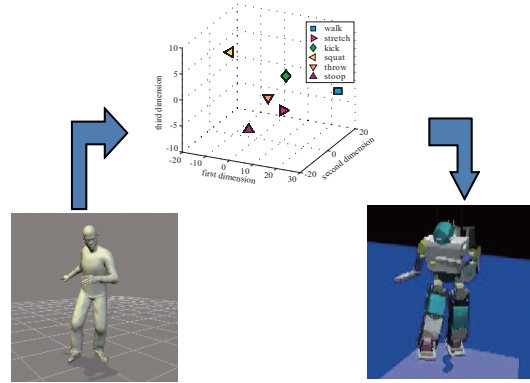 walk
stretch
kick
squat
throw
stoop
10
5
0
-5
-10
third dimension
-20
-10
0
10
20
30
first dimension
-20
0
20
second dimension